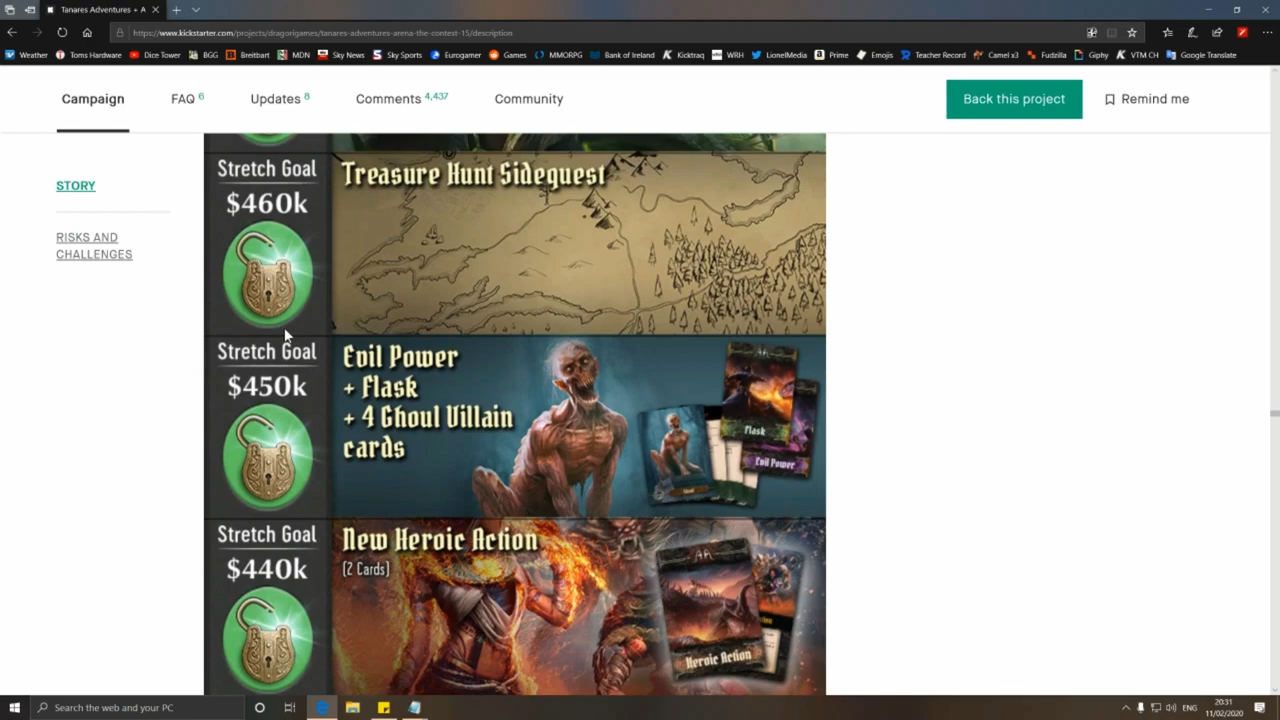 Tanares Adventures + A
https://www.kickstarter.com/projects/dragorigames/tanares-adventures-arena-the-contest-15/description
Weather Toms Hardware Dice Tower BGG Breitbart MDN Sky News Sky Sports Eurogamer Games MMORPG Bank of Ireland Kicktraq WRH LionelMedia Prime Emojis Teacher Record Camel x3 Fudzilla Giphy VTM CH Google Translate
Campaign FAQ 6 Updates 8 Comments 4,437 Community Back this project Remind me
STORY
RISKS AND
CHALLENGES
Stretch Goal
$460k
Treasure Hunt Sidequest
Stretch Goal
$450k
Evil Power
+ Flask
+ 4 Ghoul Villain
cards
Flask
Evil Power
Ghoul
Stretch Goal
$440k
New Heroic Action
(2 Cards)
Heroic Action
Search the web and your PC
ENG
20:31
11/02/2020